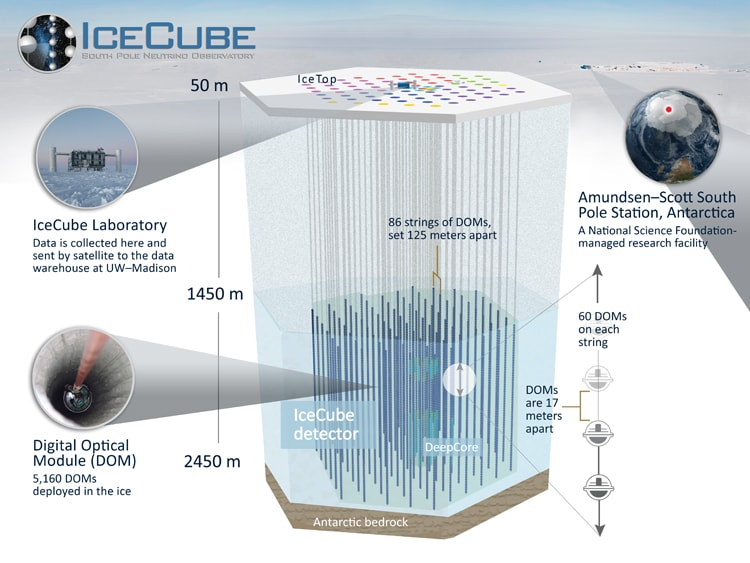 ICECUBE
SOUTH POLE NEUTRINO OBSERVATORY
50 m
IceTop
IceCube Laboratory
Data is collected here and
sent by satellite to the data
warehouse at UW–Madison
Amundsen–Scott South
Pole Station, Antarctica
A National Science Foundation-
managed research facility
86 strings of DOMs,
set 125 meters apart
1450 m
60 DOMs
on each
string
DOMs
are 17
meters
apart
IceCube
detector
DeepCore
Digital Optical
Module (DOM)
5,160 DOMs
deployed in the ice
2450 m
Antarctic bedrock